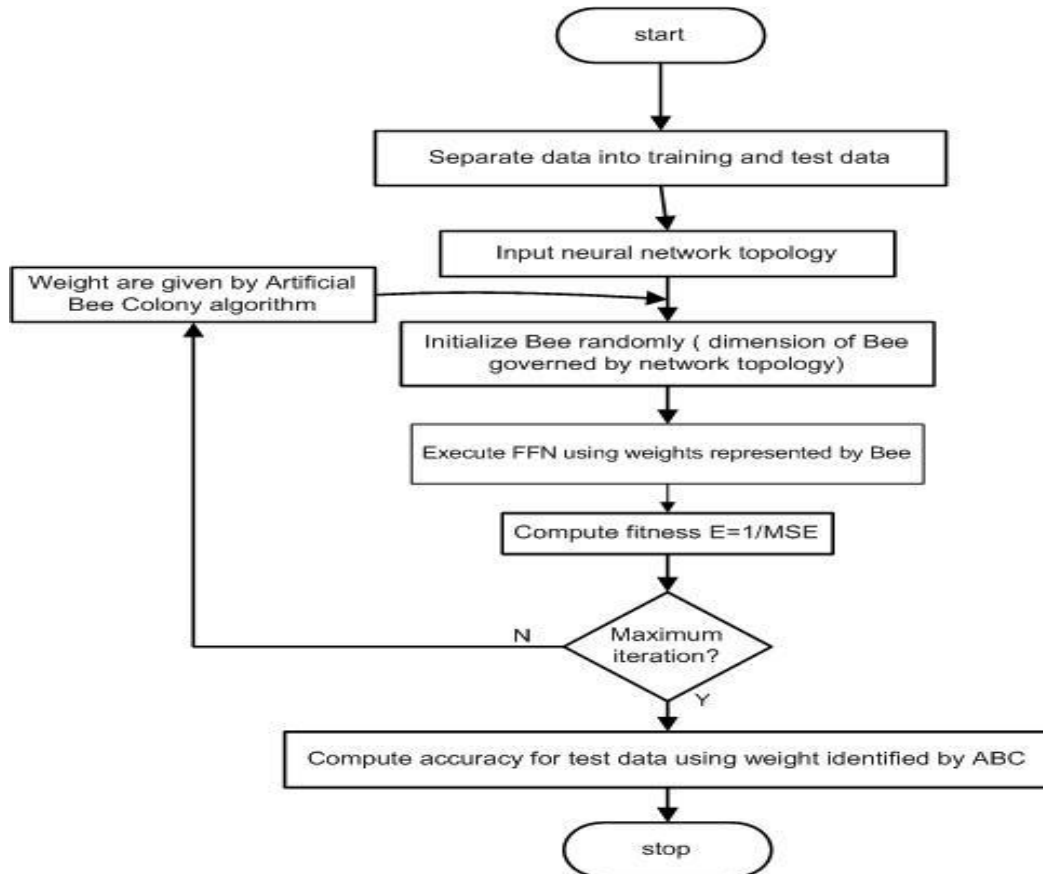 start
Separate data into training and test data
Input neural network topology
Weight are given by Artificial
Bee Colony algorithm
Initialize Bee randomly ( dimension of Bee
governed by network topology)
Execute FFN using weights represented by Bee
Compute fitness E=1/MSE
Maximum
iteration?
N
Y
Compute accuracy for test data using weight identified by ABC
stop